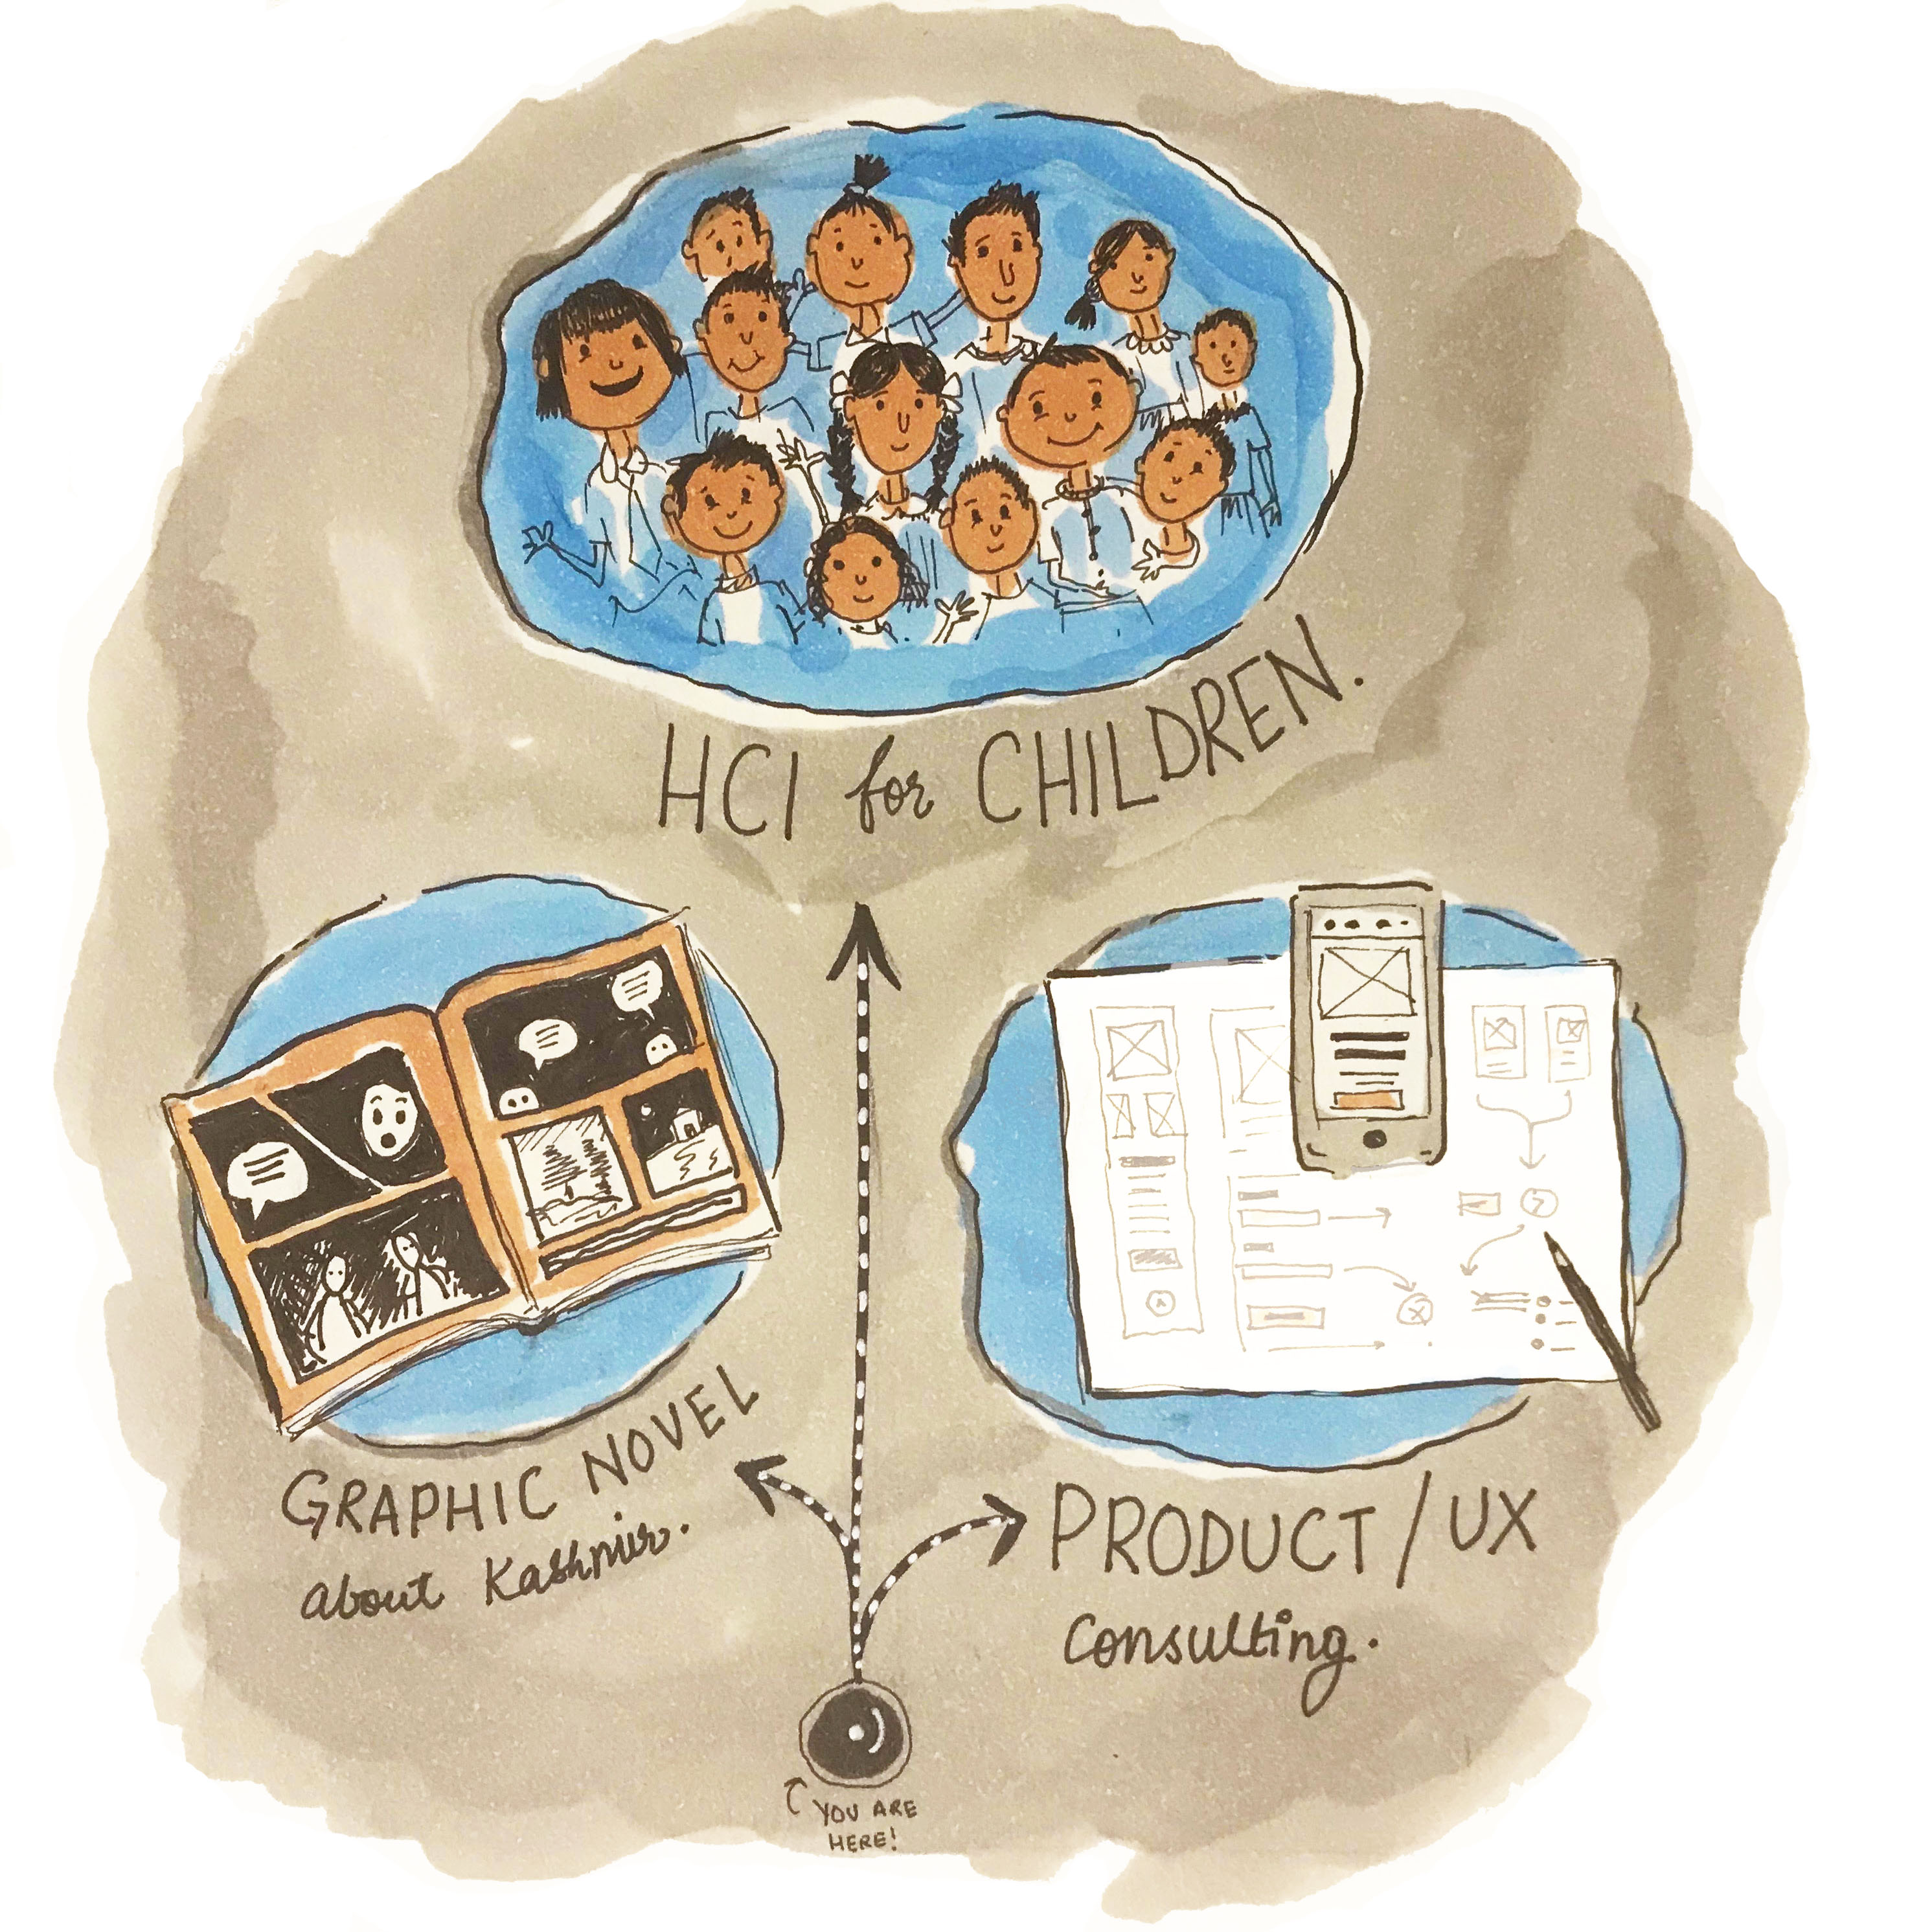 HCI for CHILDREN.
GRAPHIC NOVEL
about Kashmir.
PRODUCT / UX
Consulting.
YOU ARE
HERE!